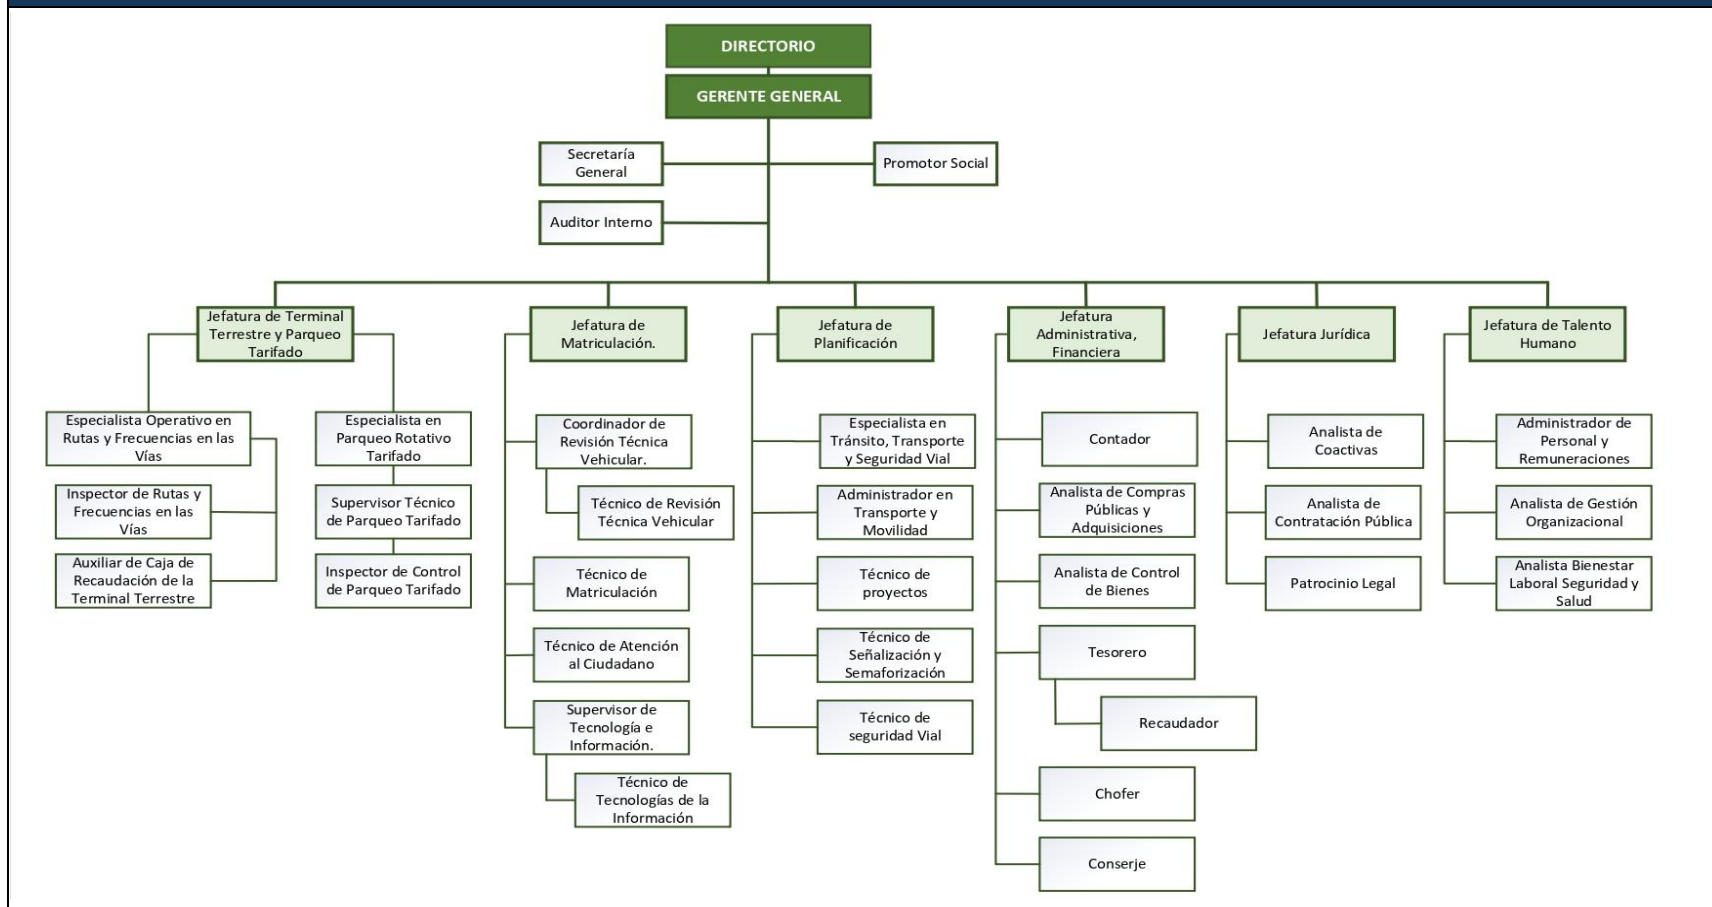 DIRECTORIO
GERENTE GENERAL
Secretaría
General
Promotor Social
Auditor Interno
Jefatura de Terminal
Terrestre y Parqueo
Tarifado
Especialista Operativo en
Rutas y Frecuencias en las
Vías
Inspector de Rutas y
Frecuencias en las
Vías
Auxiliar de Caja de
Recaudación de la
Terminal Terrestre
Especialista en
Parqueo Rotativo
Tarifado
Supervisor Técnico
de Parqueo Tarifado
Inspector de Control
de Parqueo Tarifado
Jefatura de
Matriculación.
Coordinador de
Revisión Técnica
Vehicular.
Técnico de Revisión
Técnica Vehicular
Técnico de
Matriculación
Técnico de Atención
al Ciudadano
Supervisor de
Tecnología e
Información.
Técnico de
Tecnologías de la
Información
Jefatura de
Planificación
Especialista en
Tránsito, Transporte
y Seguridad Vial
Administrador en
Transporte y
Movilidad
Técnico de
proyectos
Técnico de
Señalización y
Semaforización
Técnico de
seguridad Vial
Jefatura
Administrativa,
Financiera
Contador
Analista de Compras
Públicas y
Adquisiciones
Analista de Control
de Bienes
Tesorero
Recaudador
Chofer
Conserje
Jefatura Jurídica
Analista de
Coactivas
Analista de
Contratación Pública
Patrocinio Legal
Jefatura de Talento
Humano
Administrador de
Personal y
Remuneraciones
Analista de Gestión
Organizacional
Analista Bienestar
Laboral Seguridad y
Salud